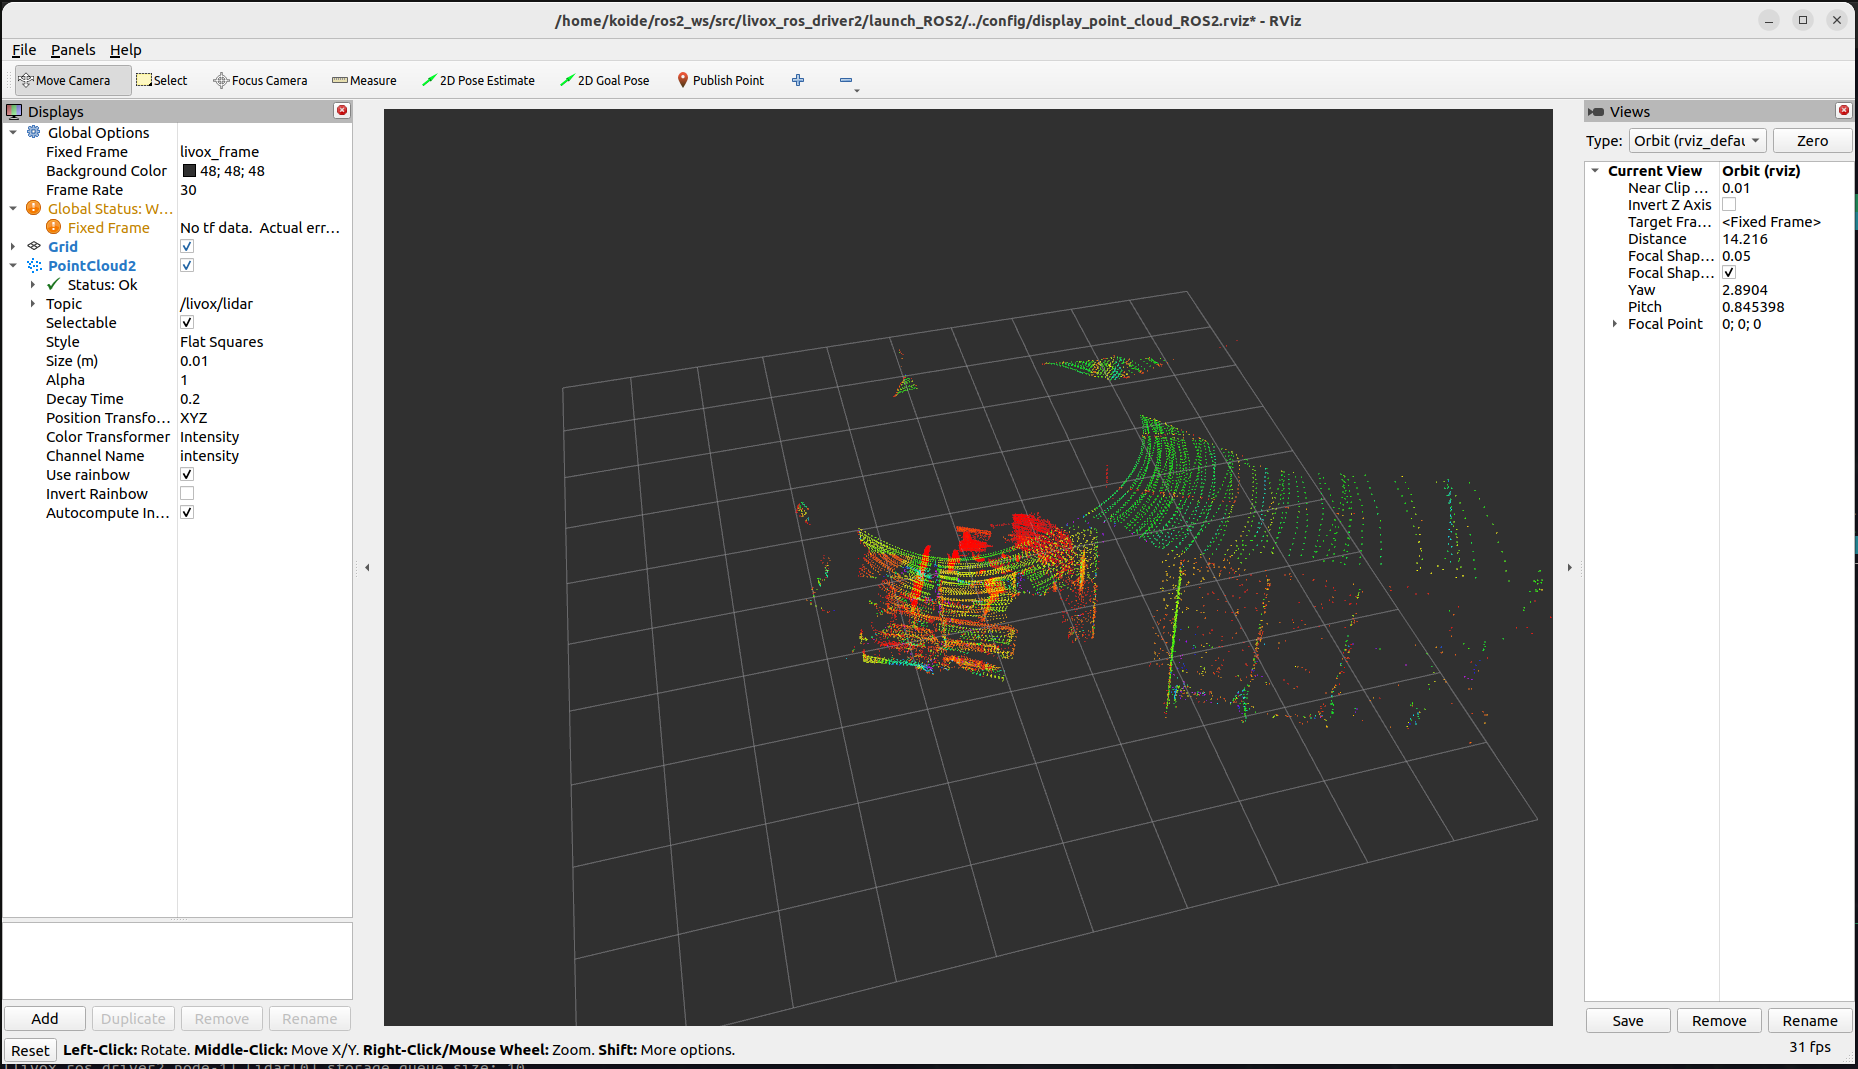 /home/koide/ros2_ws/src/livox_ros_driver2/launch_ROS2/../config/display_point_cloud_ROS2.rviz* - RViz
File Panels Help
Move Camera Select Focus Camera Measure 2D Pose Estimate 2D Goal Pose Publish Point
Displays
Global Options
Fixed Frame livox_frame
Background Color 48; 48; 48
Frame Rate 30
Global Status: W...
Fixed Frame No tf data. Actual err...
Grid
PointCloud2
Status: Ok
Topic /livox/lidar
Selectable
Style Flat Squares
Size (m) 0.01
Alpha 1
Decay Time 0.2
Position Transfo... XYZ
Color Transformer Intensity
Channel Name intensity
Use rainbow
Invert Rainbow
Autocompute In...
Add Duplicate Remove Rename
Views
Type: Orbit (rviz_defau Zero
Current View Orbit (rviz)
Near Clip ... 0.01
Invert Z Axis
Target Fra... <Fixed Frame>
Distance 14.216
Focal Shap... 0.05
Focal Shap...
Yaw 2.8904
Pitch 0.845398
Focal Point 0; 0; 0
Save Remove Rename
Reset Left-Click: Rotate. Middle-Click: Move X/Y. Right-Click/Mouse Wheel: Zoom. Shift: More options.
31 fps